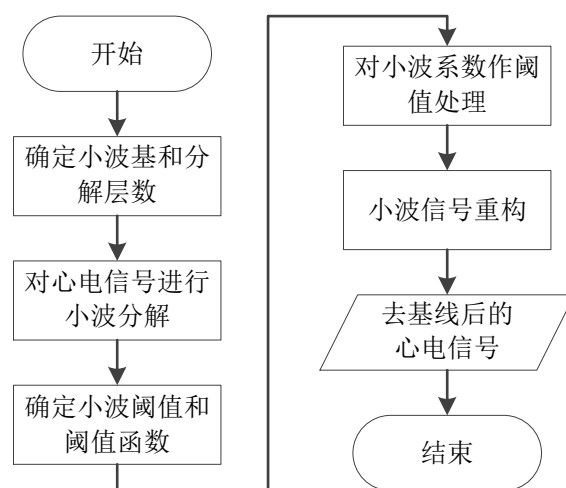 开始
确定小波基和分
解层数
对心电信号进行
小波分解
确定小波阈值和
阈值函数
对小波系数作阈
值处理
小波信号重构
去基线后的
心电信号
结束